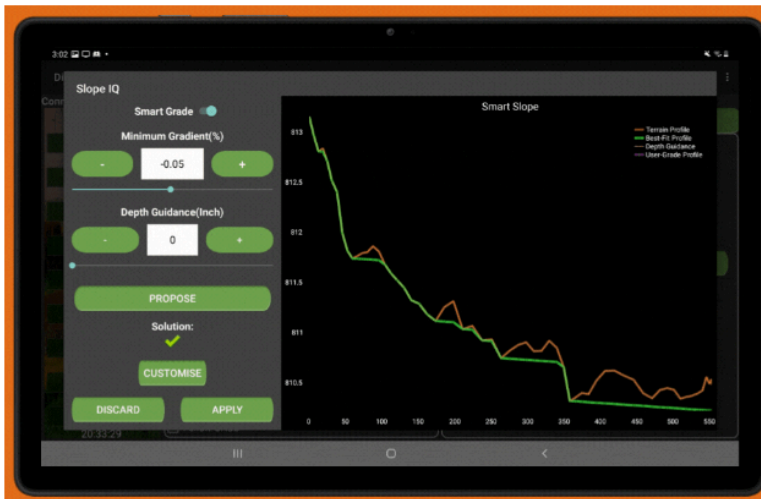 3:02
Slope IQ
Smart Grade
Minimum Gradient(%)
- -0.05 +
Depth Guidance(Inch)
- 0 +
PROPOSE
Solution:
CUSTOMISE
DISCARD APPLY
20:33:29
Smart Slope
Terrain Profile
Best-Fit Profile
Depth Guidance
User-Grade Profile
813
812.5
812
811.5
811
810.5
0 50 100 150 200 250 300 350 400 450 500 550